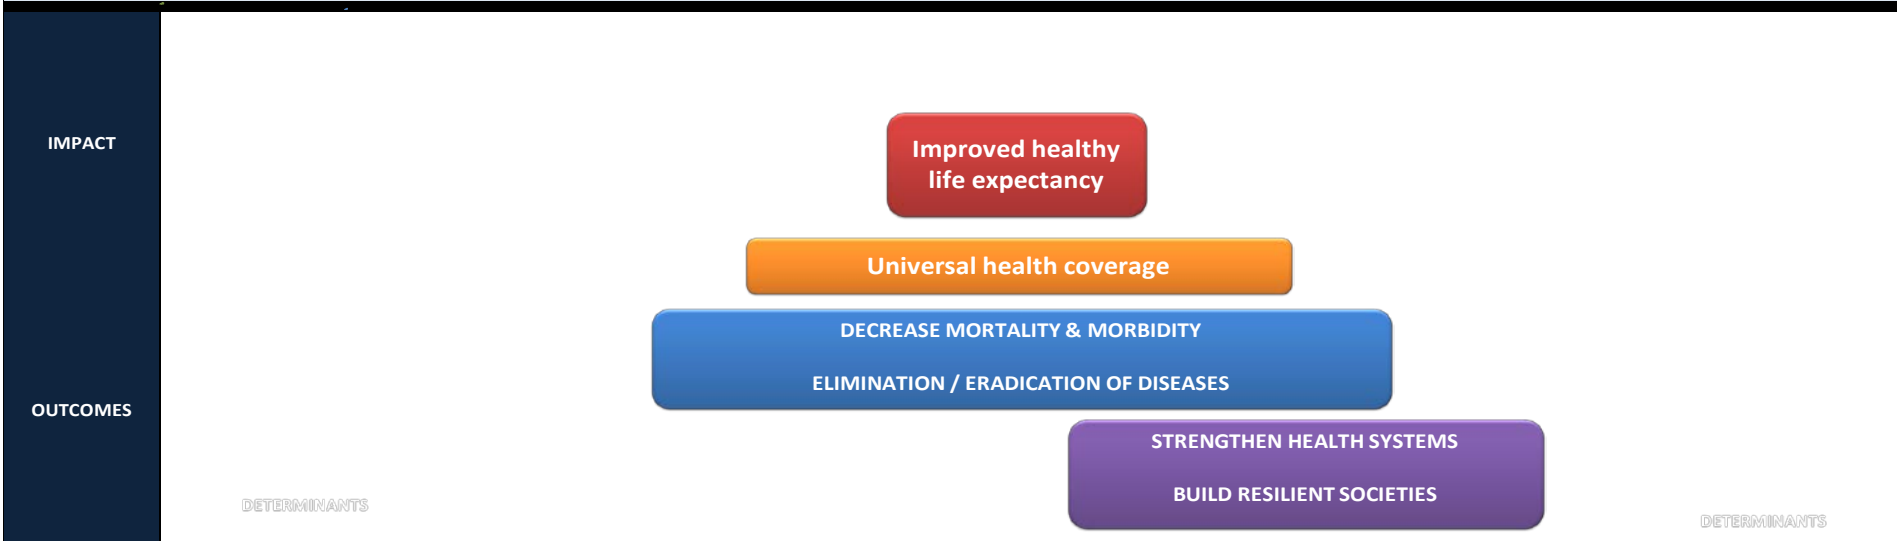 IMPACT
Improved healthy
life expectancy
Universal health coverage
DECREASE MORTALITY & MORBIDITY
ELIMINATION / ERADICATION OF DISEASES
OUTCOMES
STRENGTHEN HEALTH SYSTEMS
BUILD RESILIENT SOCIETIES
DETERMINANTS
DETERMINANTS